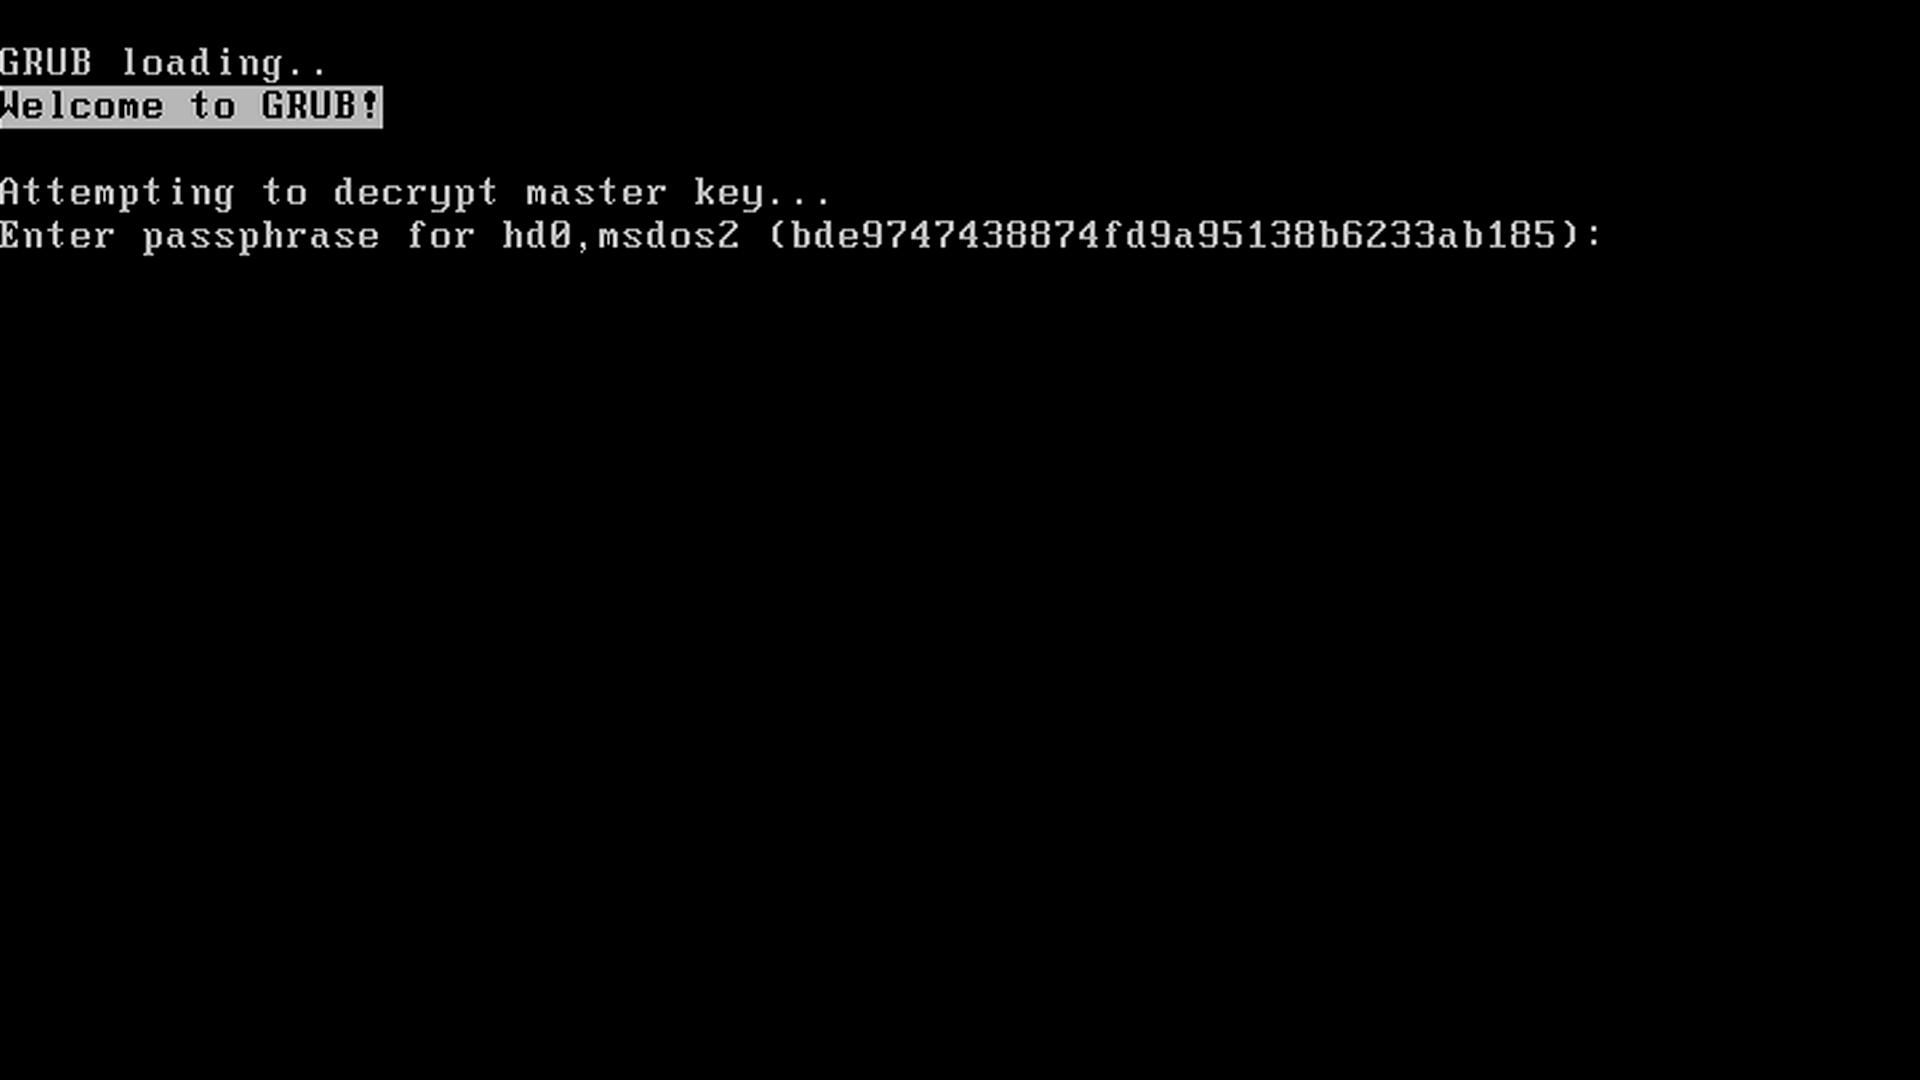 GRUB loading..
Welcome to GRUB!
Attempting to decrypt master key...
Enter passphrase for hd0,msdos2 (bde9747438874fd9a95138b6233ab185):